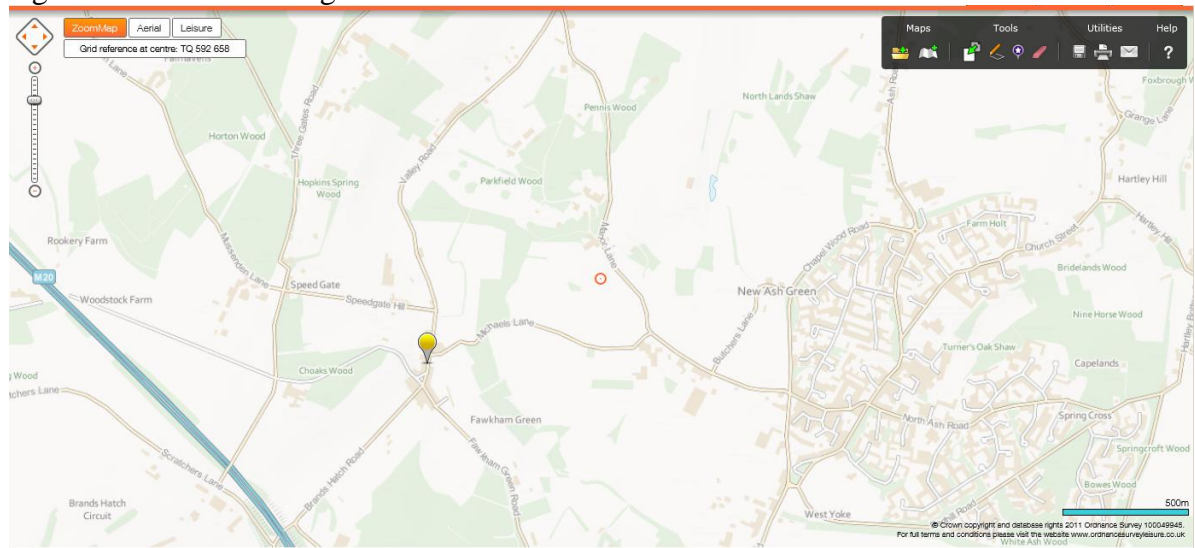 ZoomMap Aerial Leisure
Grid reference at centre: TQ 592 658
Maps Tools Utilities Help
?
Foxbrough
North Lands Shaw
Ash Road
Pennis Wood
Grange Lane
Three Gates Road
Horton Wood
Valley Road
Hopkins Spring
Wood
Parkfield Wood
Hartley Hill
Hartley Hill
Manor Lane
Chapel Wood Road
Farm Holt
Church Street
Rookery Farm
Mussenden Lane
Bridelands Wood
M20
Speed Gate
New Ash Green
Woodstock Farm
Speedgate Hill
Michaels Lane
Butchers Lane
Nine Horse Wood
Turner's Oak Shaw
Choaks Wood
Capelands
Wood
Fawkham Green
North Ash Road
Spring Cross
Scratchers Lane
Brands Hatch Road
Fawkham Green Road
Springcroft Wood
Bowes Wood
Brands Hatch
Circuit
West Yoke
500m
© Crown copyright and database rights 2011 Ordnance Survey 100049945.
For full terms and conditions please visit the website www.ordnancesurveyleisure.co.uk
White Ash Wood